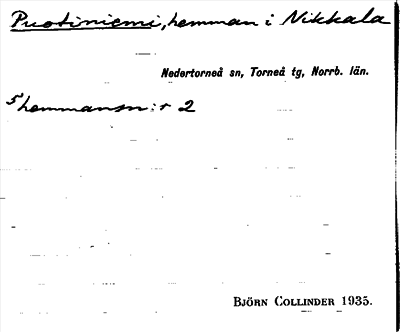 Puotiniemi, hemman i Nikkala
Nedertorneå sn, Torneå tg, Norrb. län.
5 hemmansn:r 2
BJÖRN COLLINDER 1935.